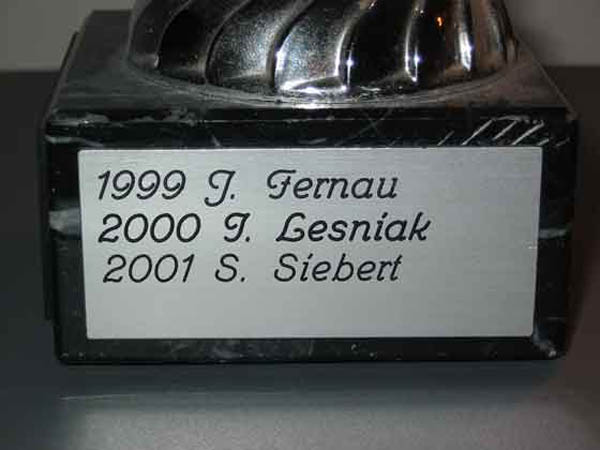 1999 J. Fernau
2000 T. Lesniak
2001 S. Siebert